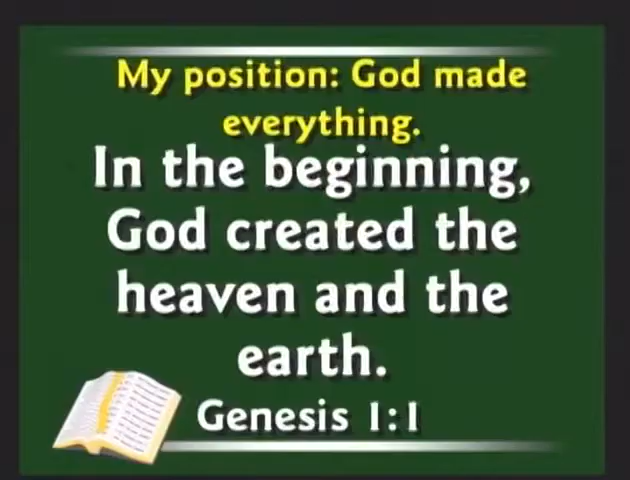 My position: God made
everything.
In the beginning,
God created the
heaven and the
earth.
Genesis 1:1